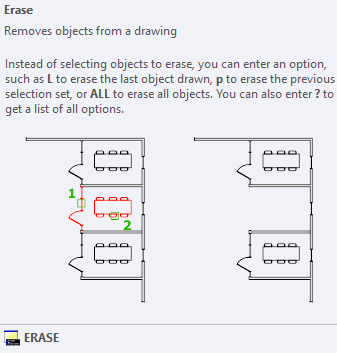 Erase
Removes objects from a drawing
Instead of selecting objects to erase, you can enter an option,
such as L to erase the last object drawn, p to erase the previous
selection set, or ALL to erase all objects. You can also enter ? to
get a list of all options.
1
2
ERASE